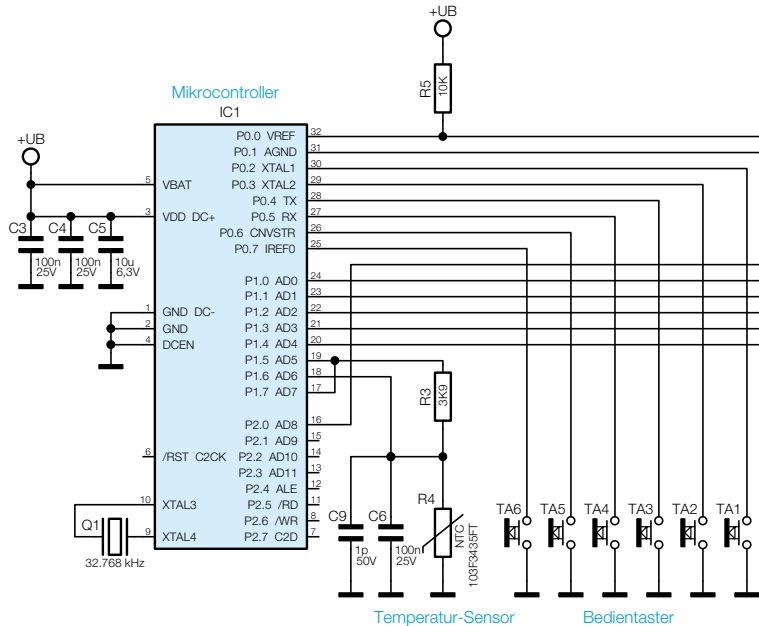 +UB
R5
10K
Mikrocontroller
IC1
+UB
P0.0 VREF 32
P0.1 AGND 31
P0.2 XTAL1 30
5 VBAT
P0.3 XTAL2 29
P0.4 TX 28
3 VDD DC+
P0.5 RX 27
P0.6 CNVSTR 26
P0.7 IREF0 25
C3 C4 C5
100n 100n 10u
25V 25V 6,3V
P1.0 AD0 24
P1.1 AD1 23
1 GND DC-
P1.2 AD2 22
2 GND
P1.3 AD3 21
4 DCEN
P1.4 AD4 20
P1.5 AD5 19
P1.6 AD6 18
P1.7 AD7 17
R3
3K9
P2.0 AD8 16
P2.1 AD9 15
6 /RST C2CK
P2.2 AD10 14
P2.3 AD11 13
P2.4 ALE 12
10 XTAL3
P2.5 /RD 11
P2.6 /WR 8
9 XTAL4
P2.7 C2D 7
Q1
32.768 kHz
C9 C6
1p 100n
50V 25V
R4
NTC
103F3435FT
TA6 TA5 TA4 TA3 TA2 TA1
Temperatur-Sensor
Bedientaster